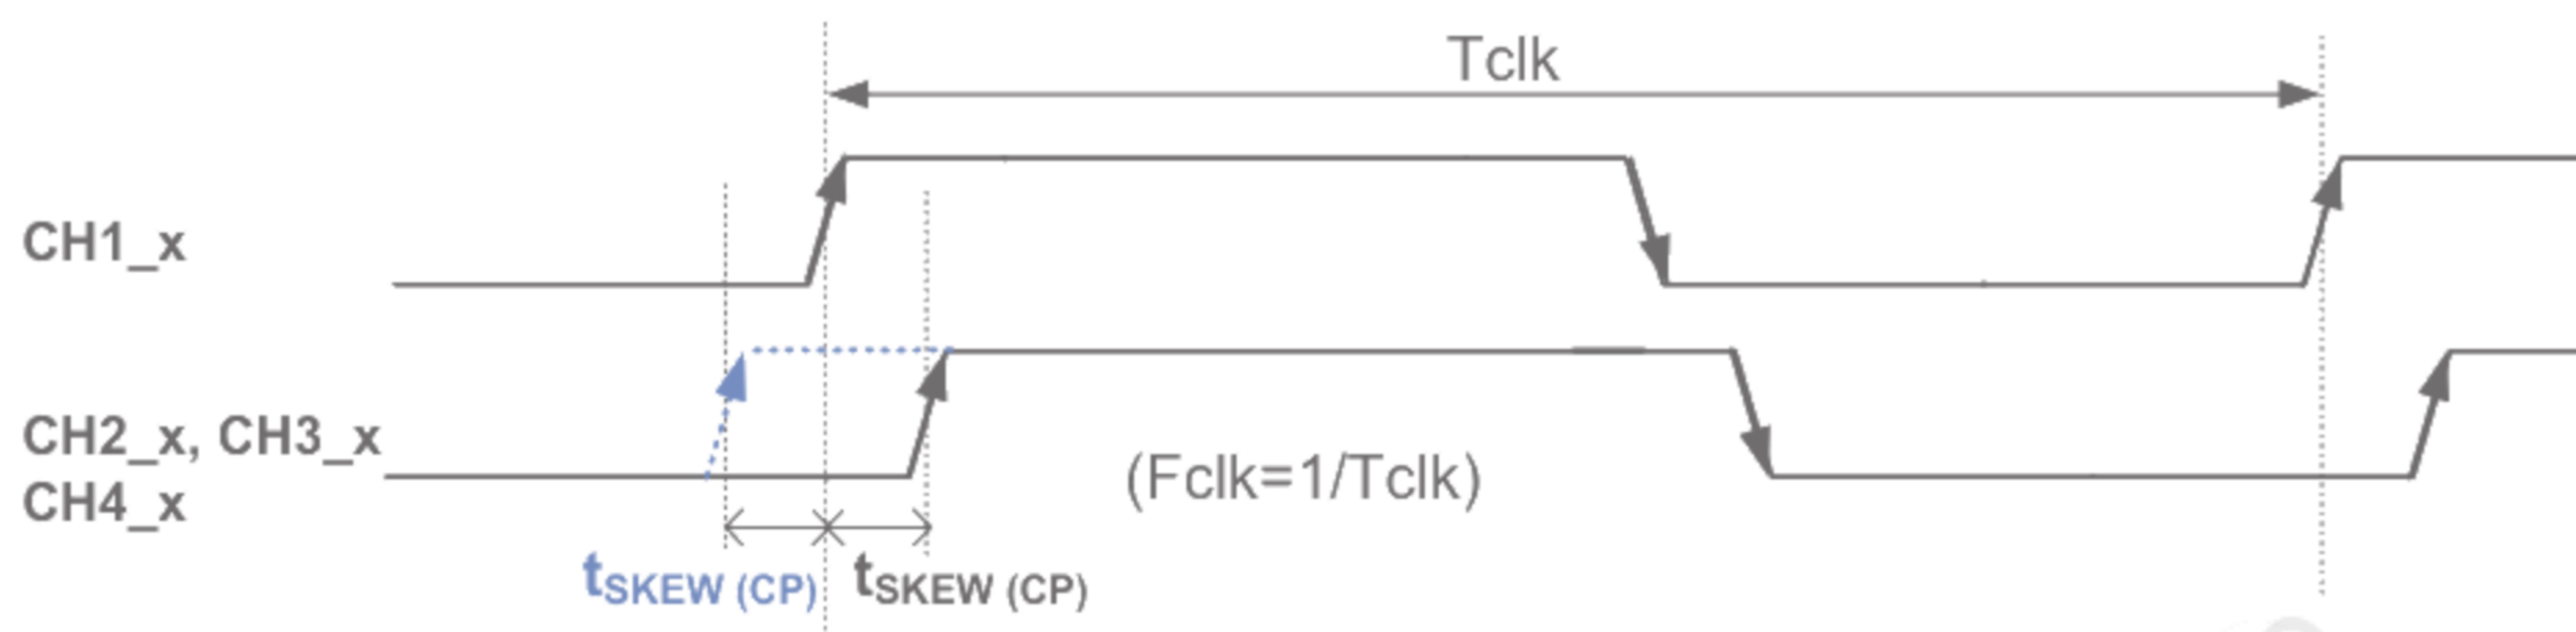 Tclk
CH1_x
CH2_x, CH3_x
CH4_x
(Fclk=1/Tclk)
tSKEW (CP)
tSKEW (CP)